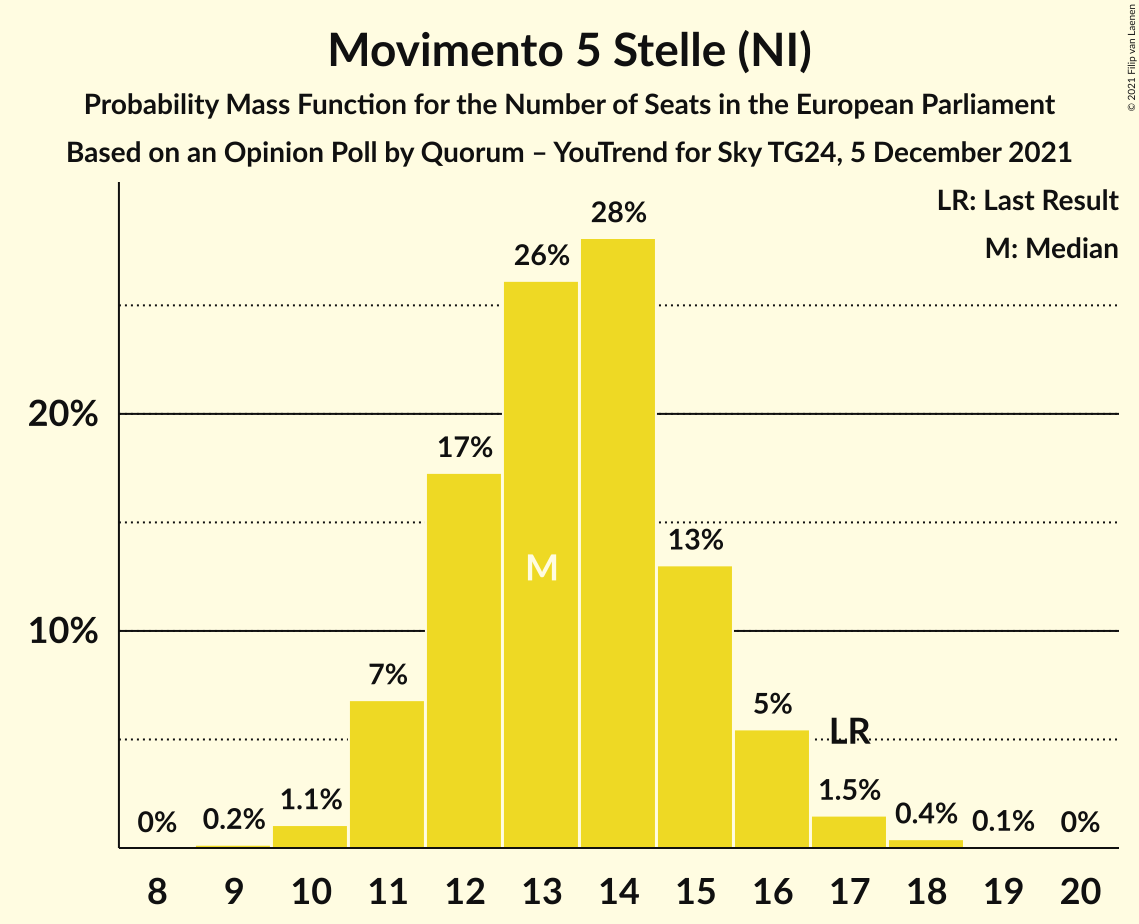 Movimento 5 Stelle (NI)
Probability Mass Function for the Number of Seats in the European Parliament
Based on an Opinion Poll by Quorum – YouTrend for Sky TG24, 5 December 2021
© 2021 Filip van Laenen
LR: Last Result
M: Median
28%
26%
20%
17%
13%
M
10%
7%
5%
LR
1.5%
1.1%
0.4%
0.2%
0.1%
0%
0%
8 9 10 11 12 13 14 15 16 17 18 19 20